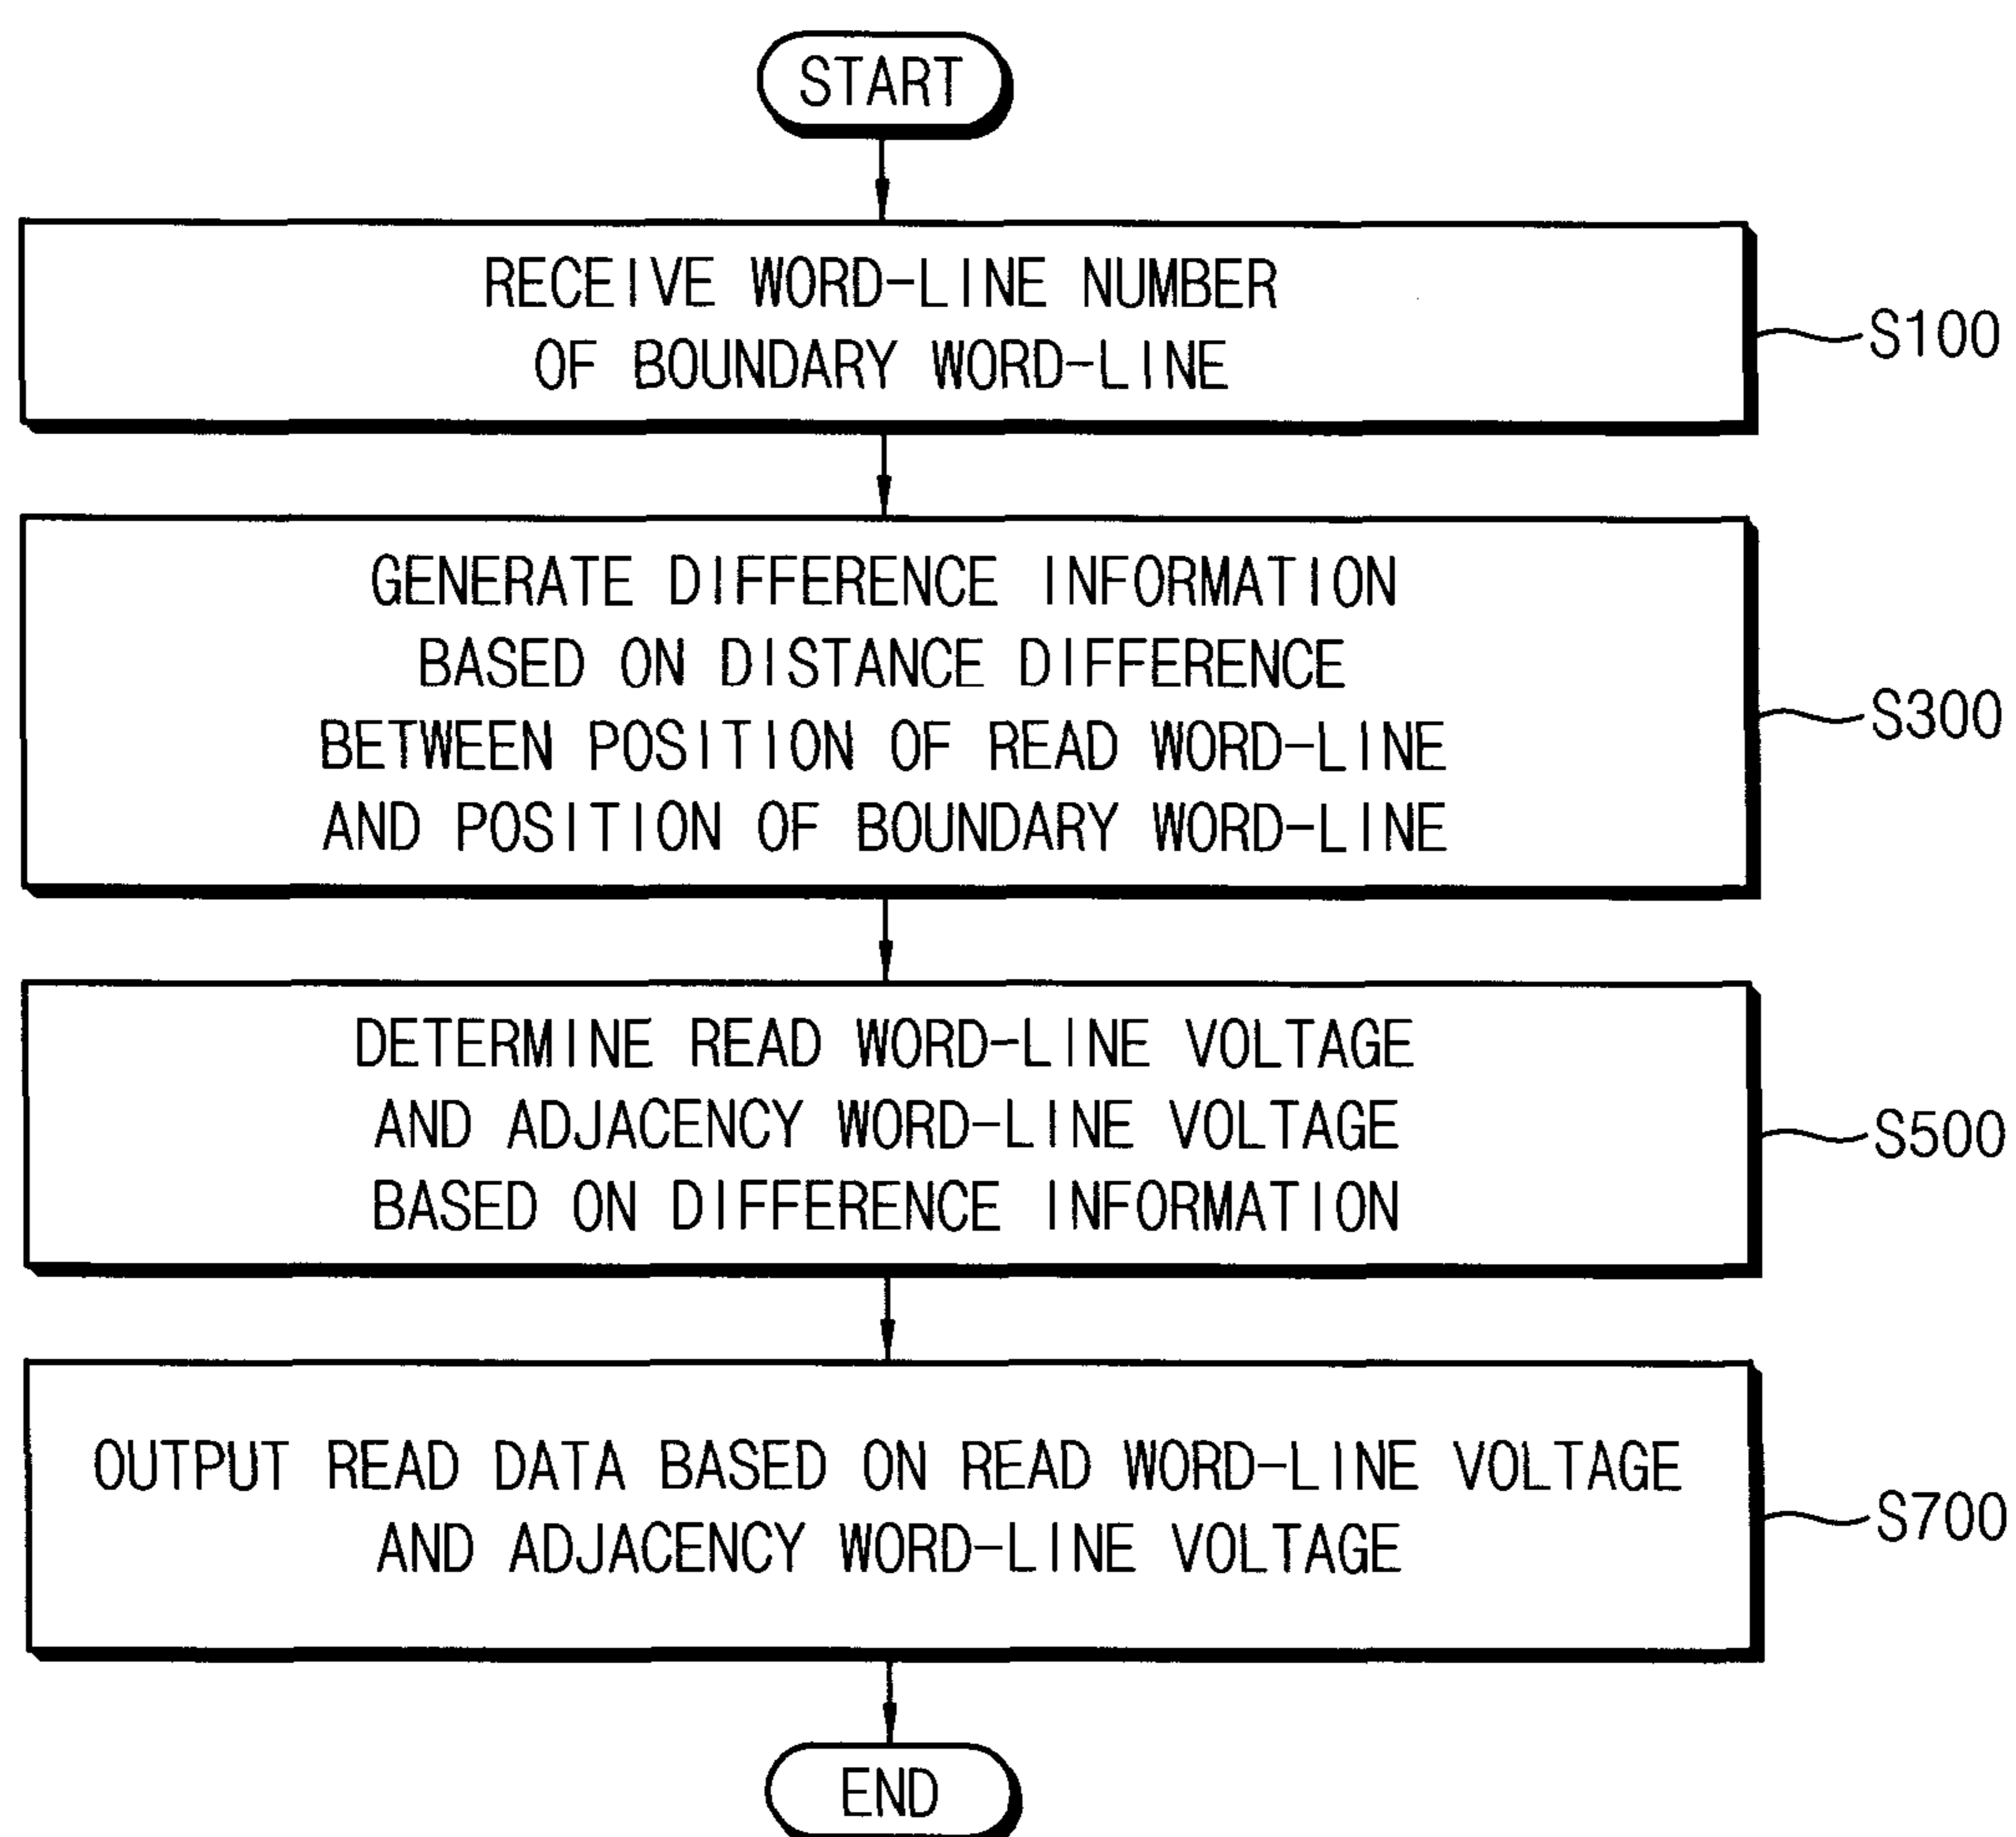 START
RECEIVE WORD-LINE NUMBER
OF BOUNDARY WORD-LINE
S100
GENERATE DIFFERENCE INFORMATION
BASED ON DISTANCE DIFFERENCE
BETWEEN POSITION OF READ WORD-LINE
AND POSITION OF BOUNDARY WORD-LINE
S300
DETERMINE READ WORD-LINE VOLTAGE
AND ADJACENCY WORD-LINE VOLTAGE
BASED ON DIFFERENCE INFORMATION
S500
OUTPUT READ DATA BASED ON READ WORD-LINE VOLTAGE
AND ADJACENCY WORD-LINE VOLTAGE
S700
END